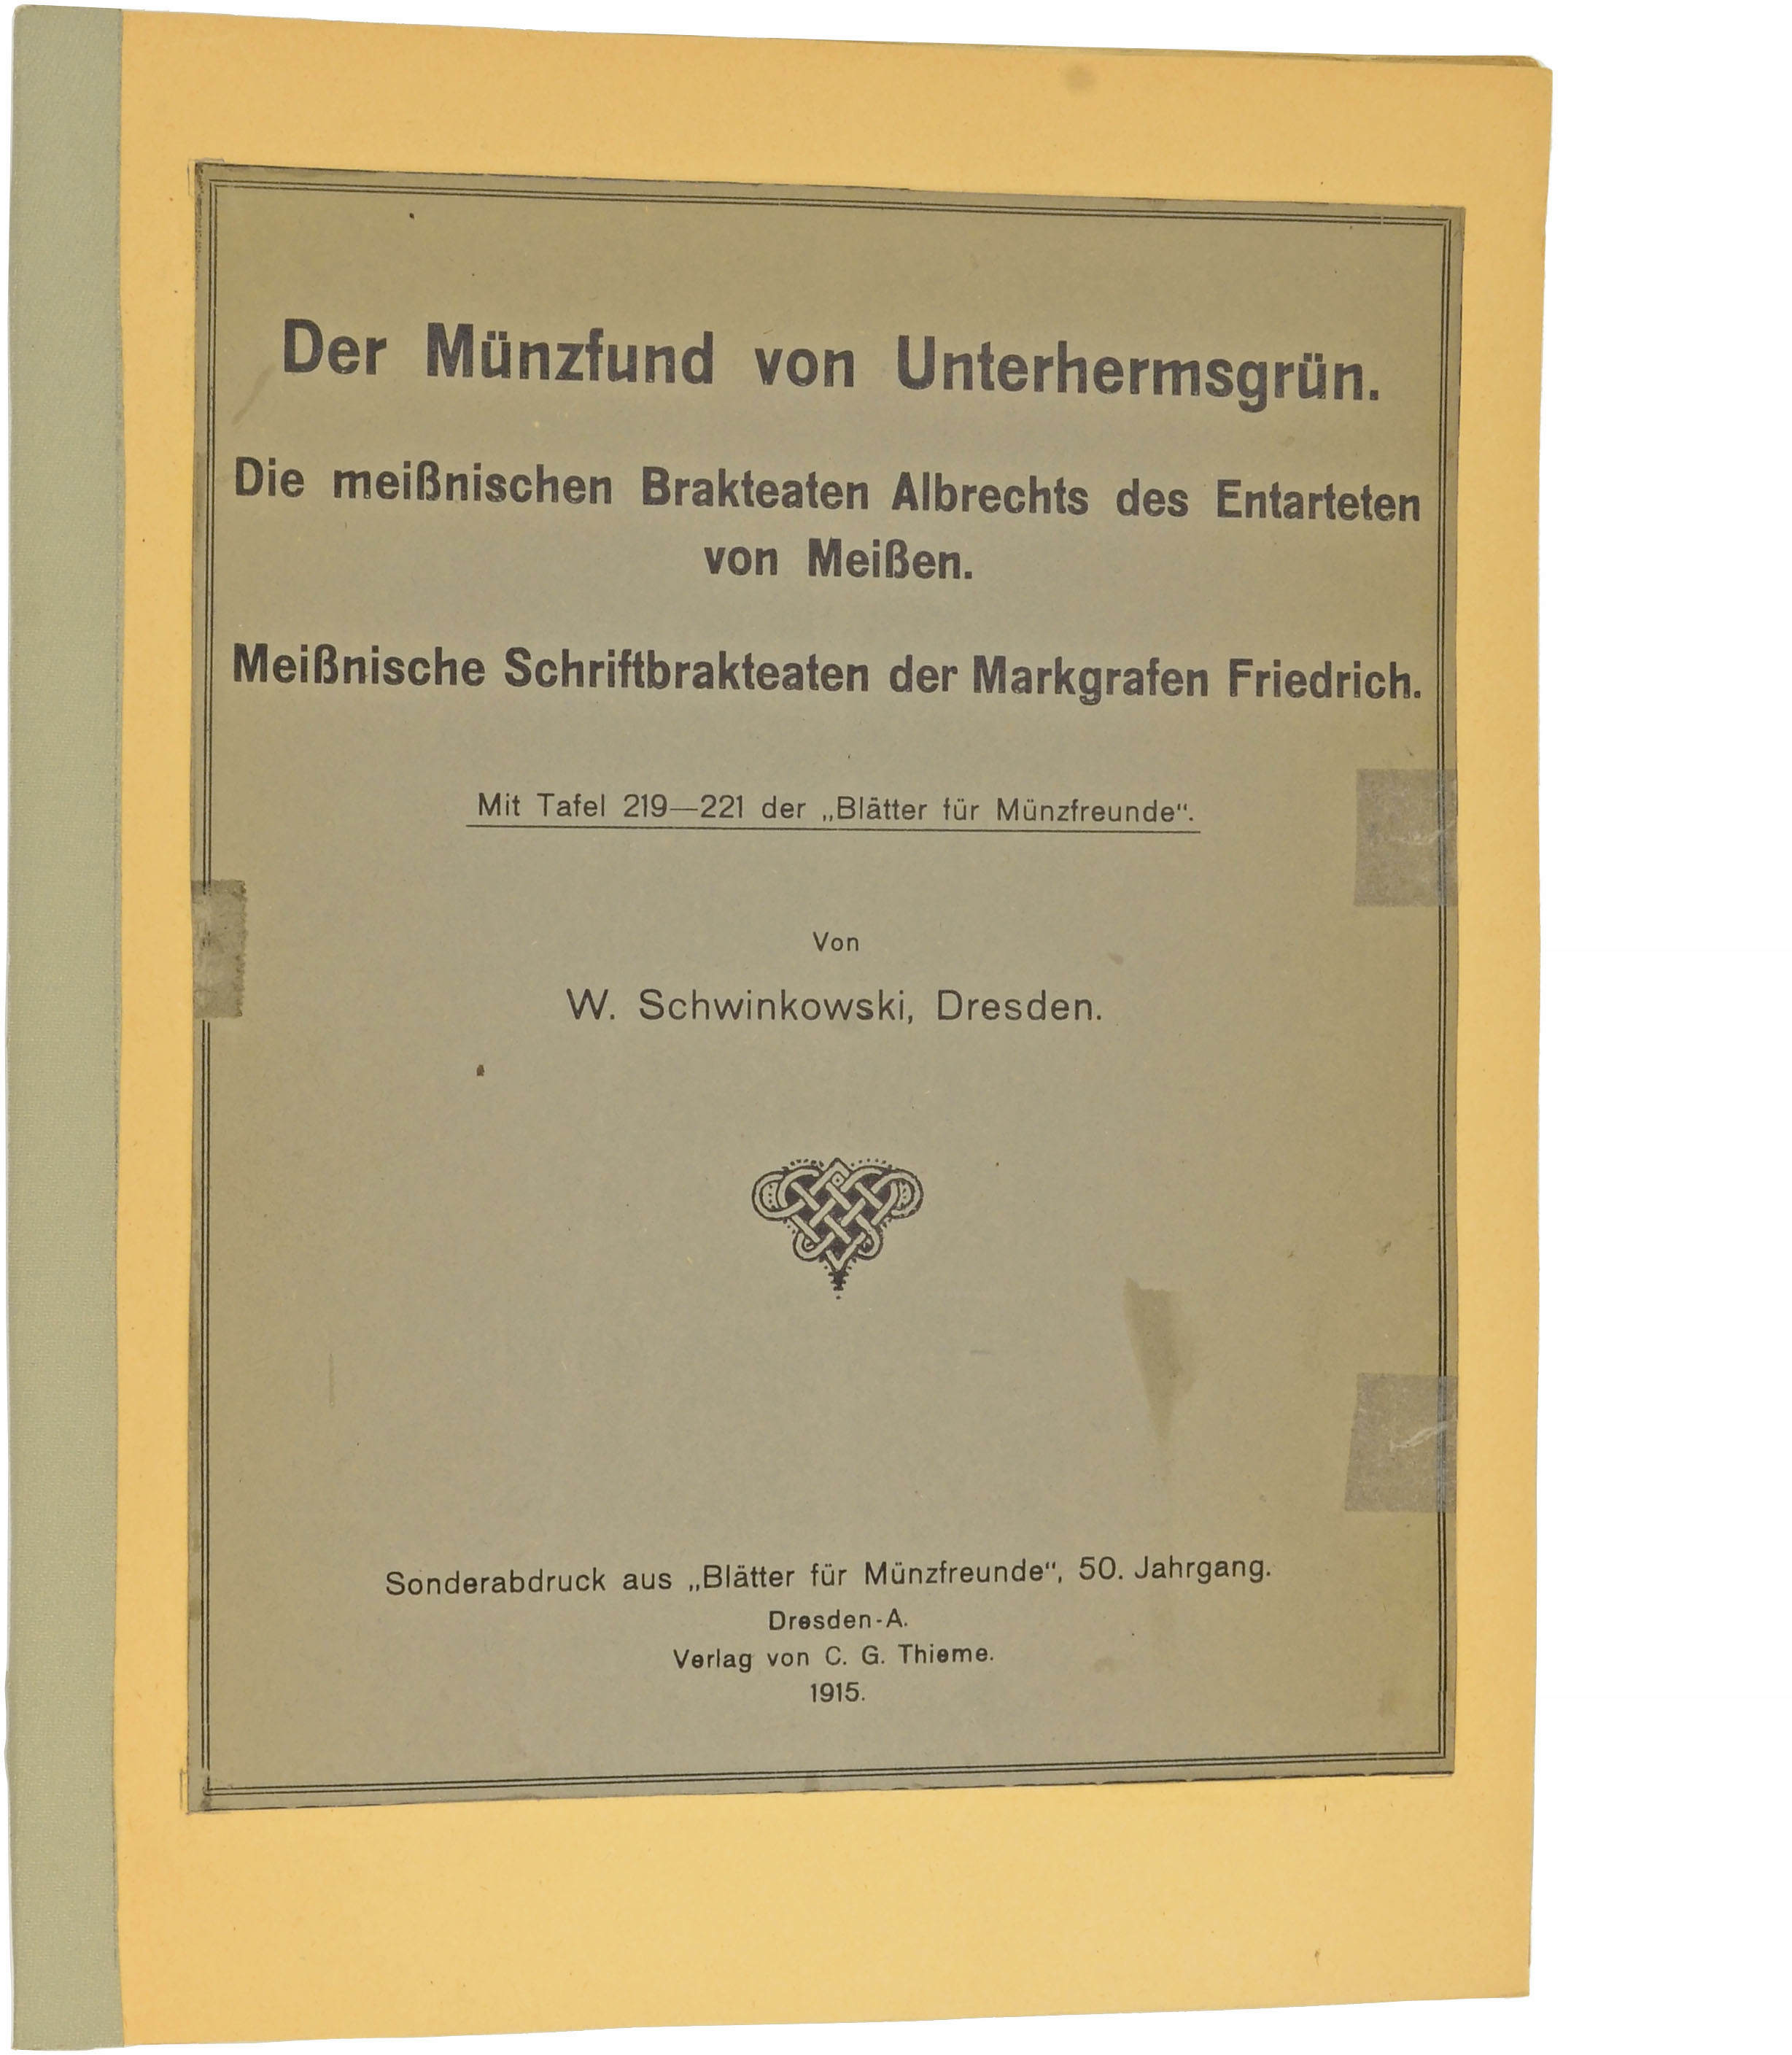 Der Münzfund von Unterhermsgrün.
Die meißnischen Brakteaten Albrechts des Entarteten
von Meißen.
Meißnische Schriftbrakteaten der Markgrafen Friedrich.
Mit Tafel 219—221 der „Blätter für Münzfreunde“.
Von
W. Schwinkowski, Dresden.
Sonderabdruck aus „Blätter für Münzfreunde“, 50. Jahrgang.
Dresden-A.
Verlag von C. G. Thieme.
1915.